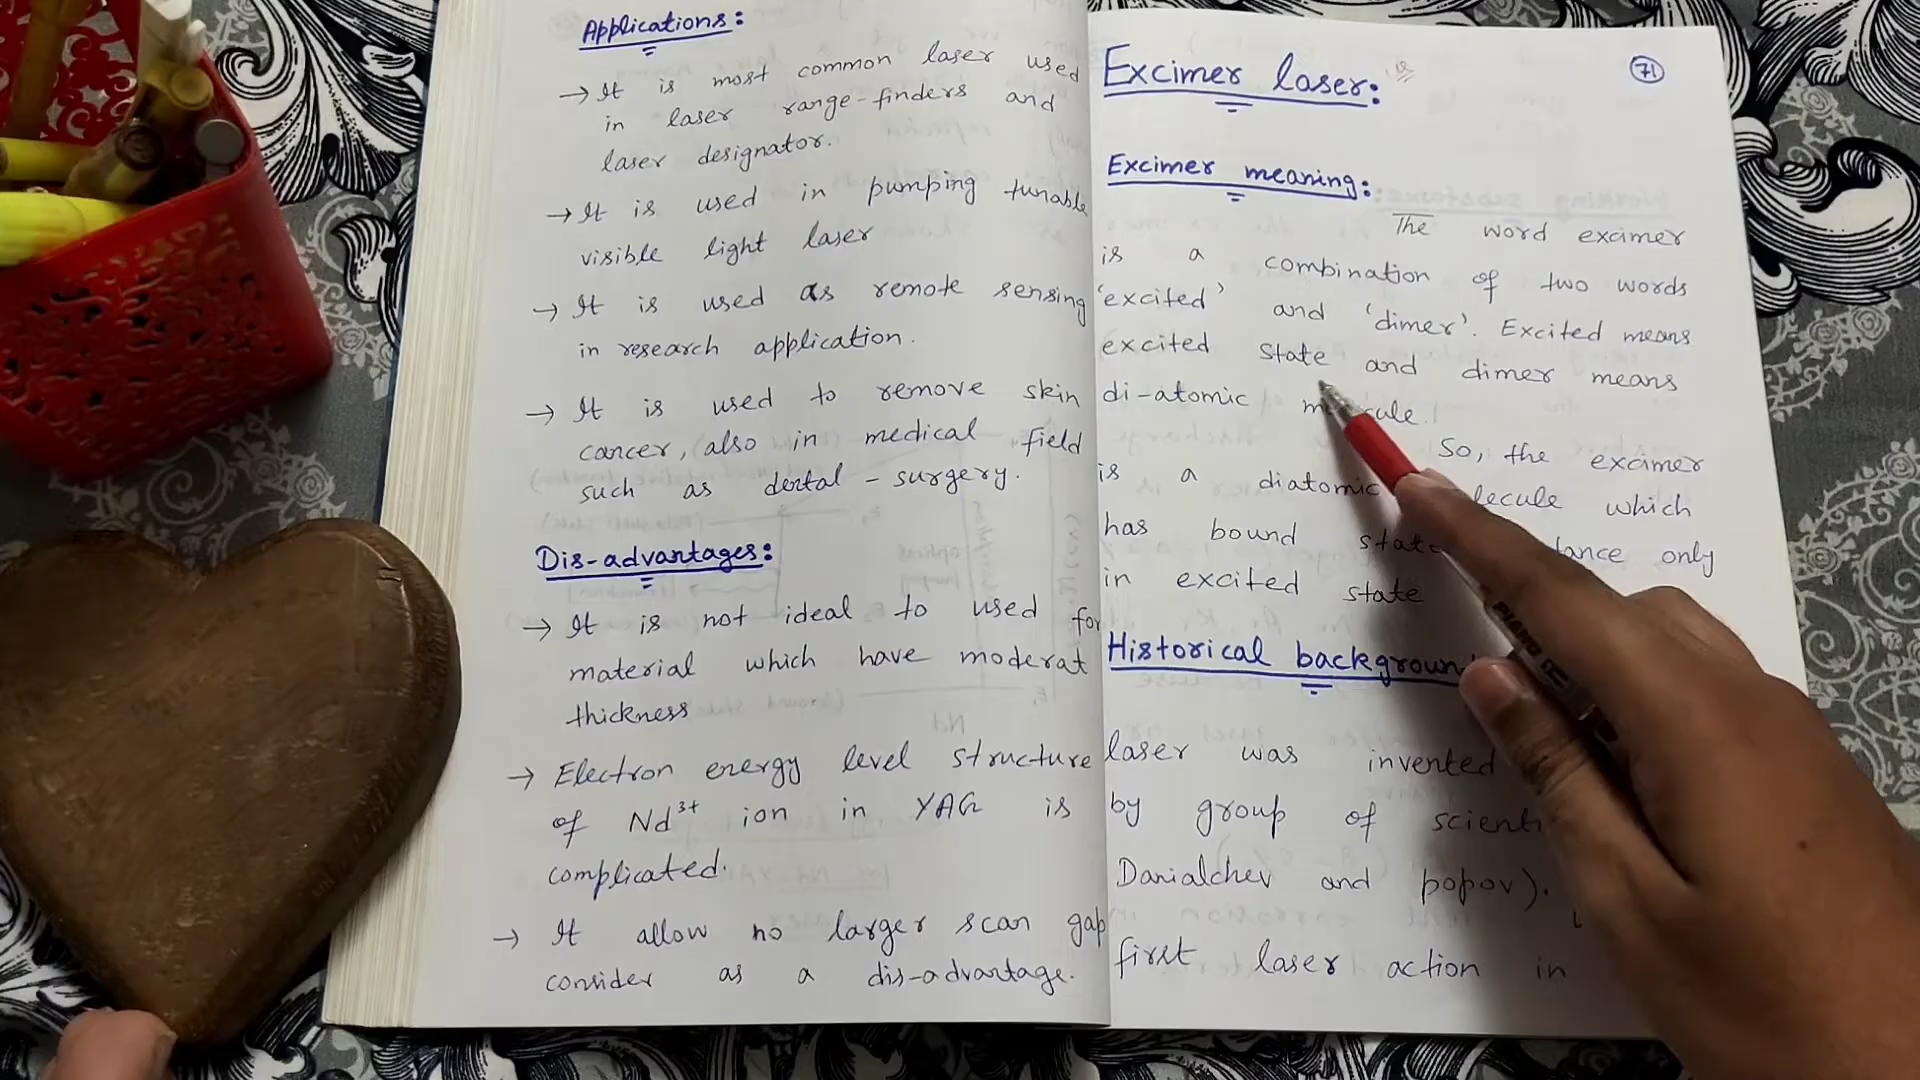 Applications:
→ It is most common laser used
in laser range-finders and
laser designator.
→ It is used in pumping tunable
visible light laser
→ It is used as remote sensing
in research application.
→ It is used to remove skin
cancer, also in medical field
such as dental - surgery.
Dis-advantages:
→ It is not ideal to used for
material which have moderat
thickness
→ Electron energy level structure
of Nd³⁺ ion in YAG is
complicated.
→ It allow no larger scan gap
consider as a dis-advantage.
71
Excimer laser:
Excimer meaning:
The word excimer
is a combination of two words
'excited' and 'dimer'. Excited means
excited state and dimer means
di-atomic
So, the excimer
is a diatomic lecule which
has bound only
in excited state
Historical
laser was invented
by group of
Danialchev and popov).
first laser action in